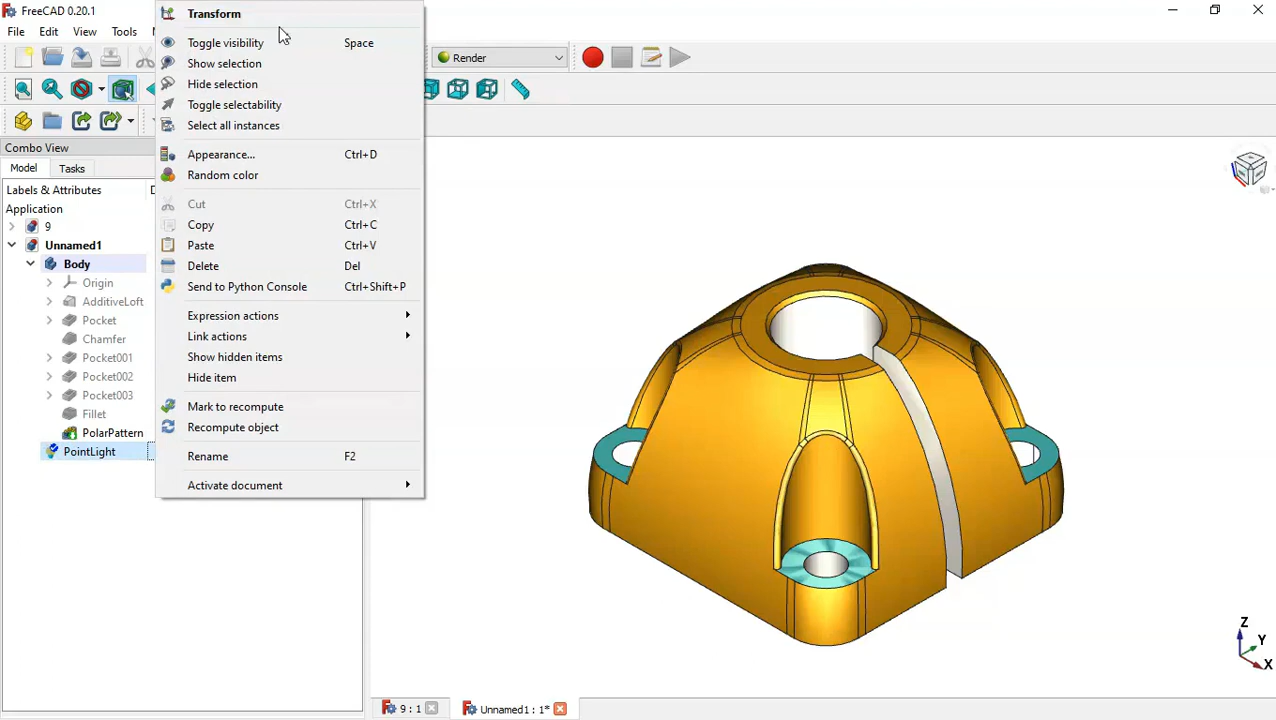 FreeCAD 0.20.1
File Edit View Tools
Render
Combo View
Model Tasks
Labels & Attributes D
Application
9
Unnamed1
Body
Origin
AdditiveLoft
Pocket
Chamfer
Pocket001
Pocket002
Pocket003
Fillet
PolarPattern
PointLight
Transform
Toggle visibility Space
Show selection
Hide selection
Toggle selectability
Select all instances
Appearance... Ctrl+D
Random color
Cut Ctrl+X
Copy Ctrl+C
Paste Ctrl+V
Delete Del
Send to Python Console Ctrl+Shift+P
Expression actions
Link actions
Show hidden items
Hide item
Mark to recompute
Recompute object
Rename F2
Activate document
Z
Y
X
9 : 1
Unnamed1 : 1*